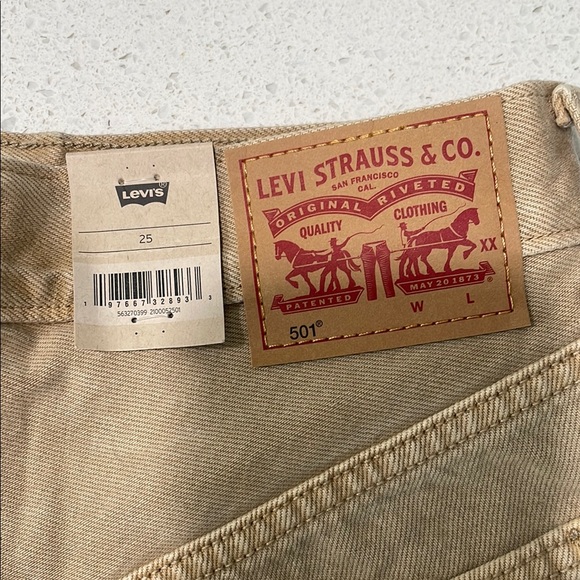 LEVI'S®
25
1 97667 32893 3
563270399 2100052501
LEVI STRAUSS & CO.
SAN FRANCISCO
CAL.
ORIGINAL RIVETED
QUALITY CLOTHING
XX
PATENTED MAY 20 1873
®
501® W L